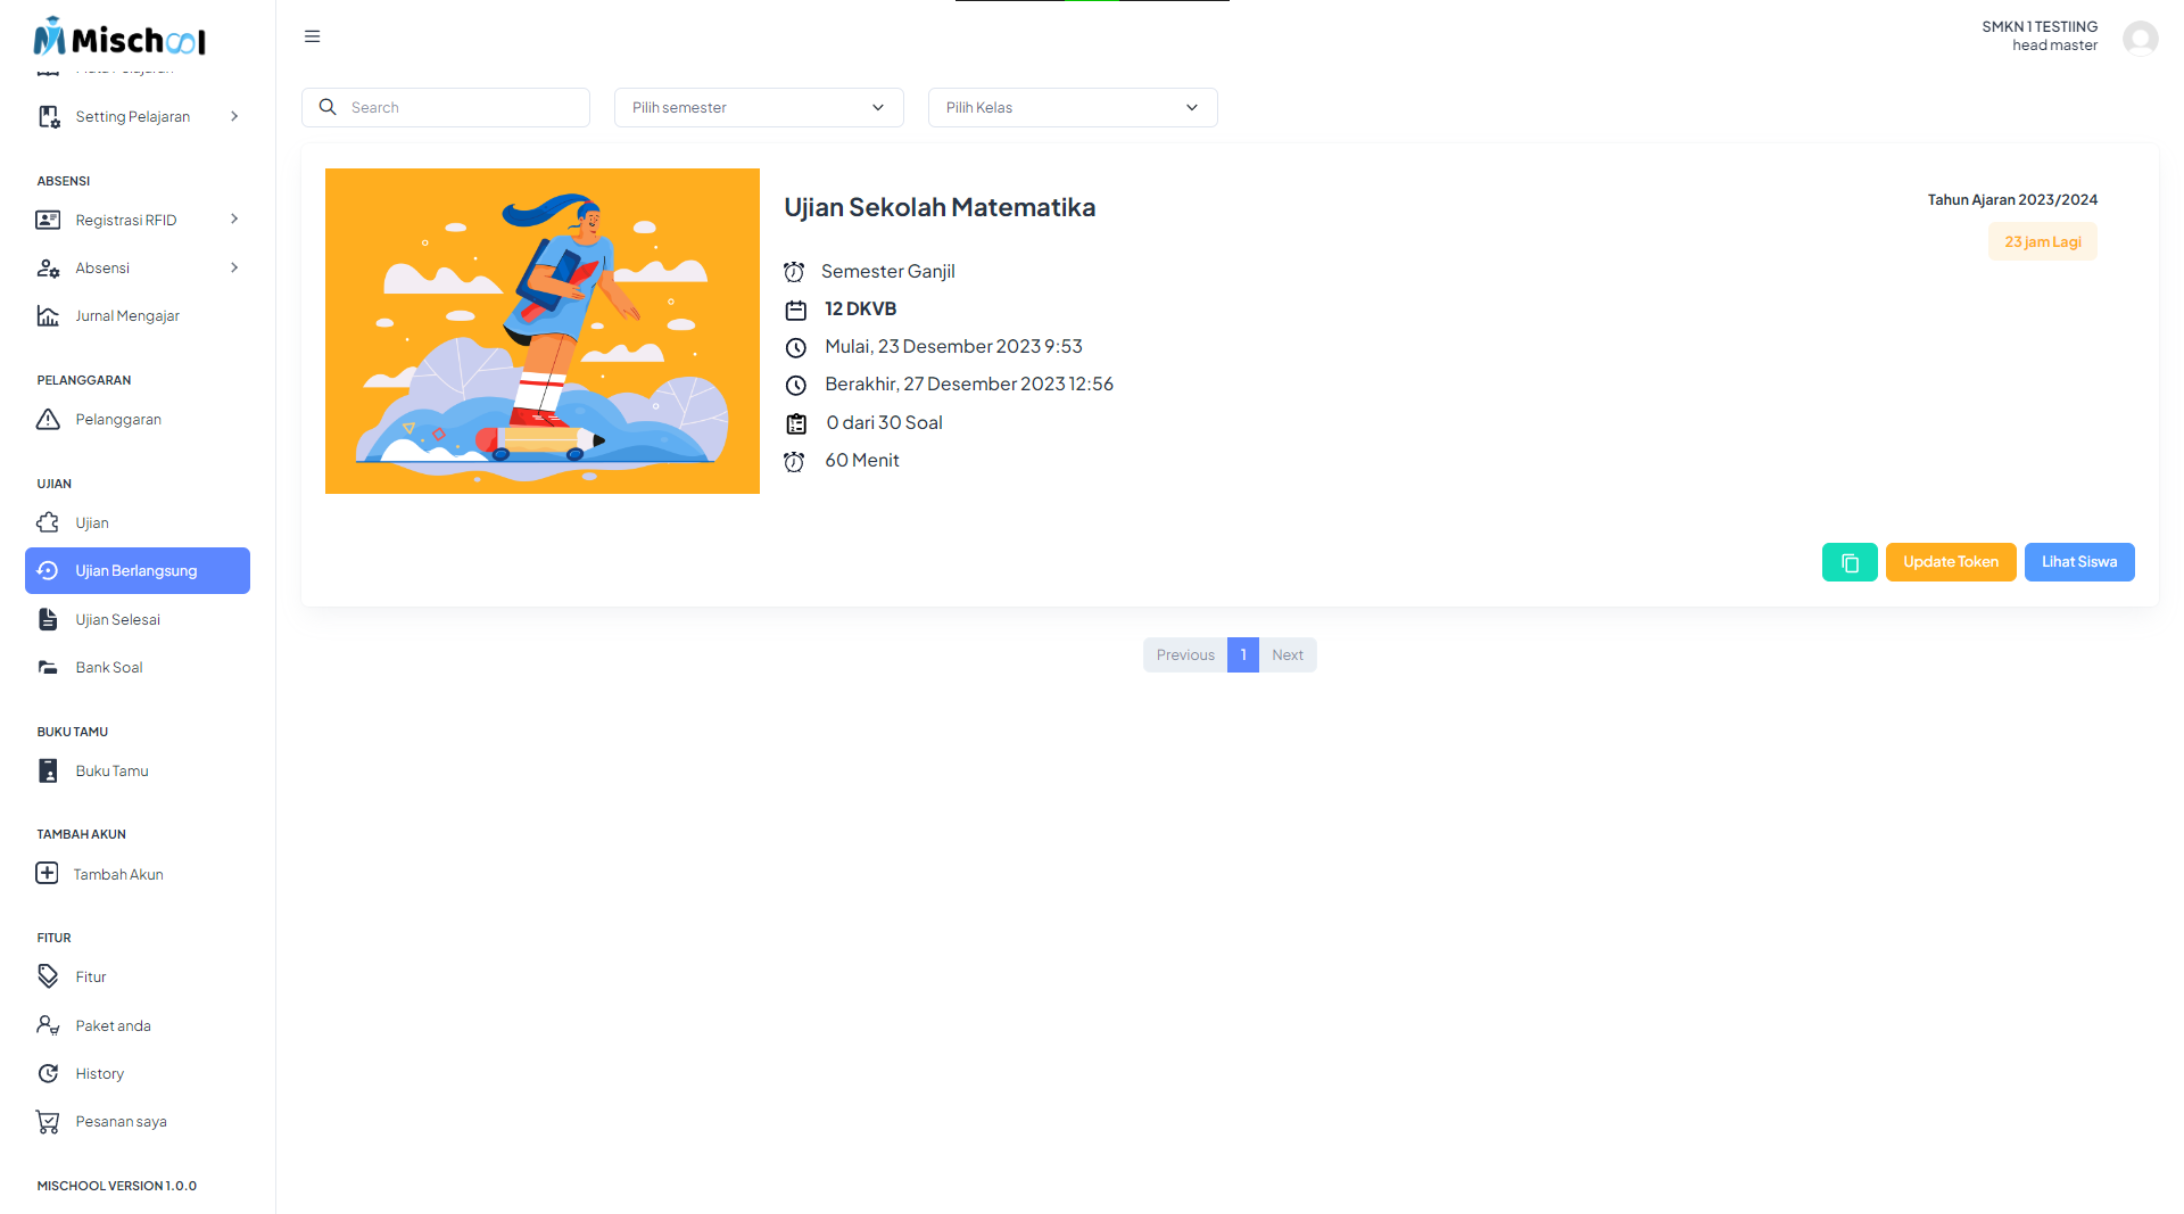 Mischool
Setting Pelajaran
ABSENSI
Registrasi RFID
Absensi
Jurnal Mengajar
PELANGGARAN
Pelanggaran
UJIAN
Ujian
Ujian Berlangsung
Ujian Selesai
Bank Soal
BUKU TAMU
Buku Tamu
TAMBAH AKUN
Tambah Akun
FITUR
Fitur
Paket anda
History
Pesanan saya
MISCHOOL VERSION 1.0.0
SMKN 1 TESTIING
head master
Search
Pilih semester
Pilih Kelas
Ujian Sekolah Matematika
Semester Ganjil
12 DKVB
Mulai, 23 Desember 2023 9:53
Berakhir, 27 Desember 2023 12:56
0 dari 30 Soal
60 Menit
Tahun Ajaran 2023/2024
23 jam Lagi
Update Token
Lihat Siswa
Previous 1 Next